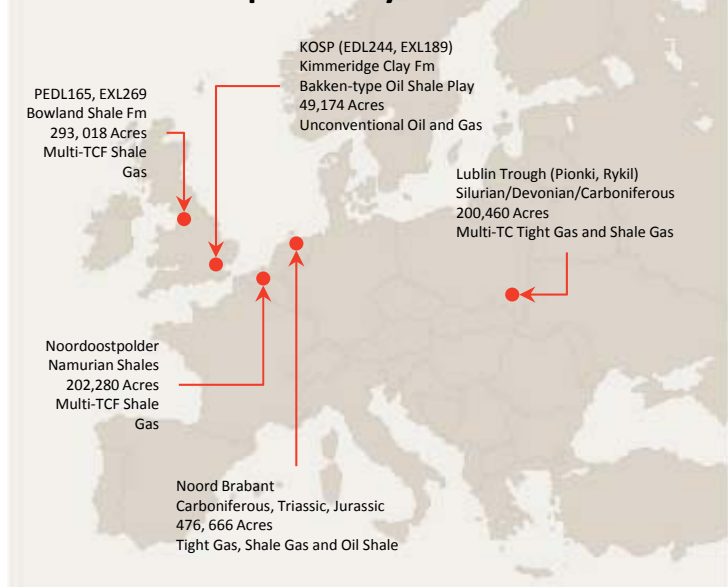 KOSP (EDL244, EXL189)
Kimmeridge Clay Fm
Bakken-type Oil Shale Play
49,174 Acres
Unconventional Oil and Gas
PEDL165, EXL269
Bowland Shale Fm
293, 018 Acres
Multi-TCF Shale
Gas
Lublin Trough (Pionki, Rykil)
Silurian/Devonian/Carboniferous
200,460 Acres
Multi-TC Tight Gas and Shale Gas
Noordoostpolder
Namurian Shales
202,280 Acres
Multi-TCF Shale
Gas
Noord Brabant
Carboniferous, Triassic, Jurassic
476, 666 Acres
Tight Gas, Shale Gas and Oil Shale